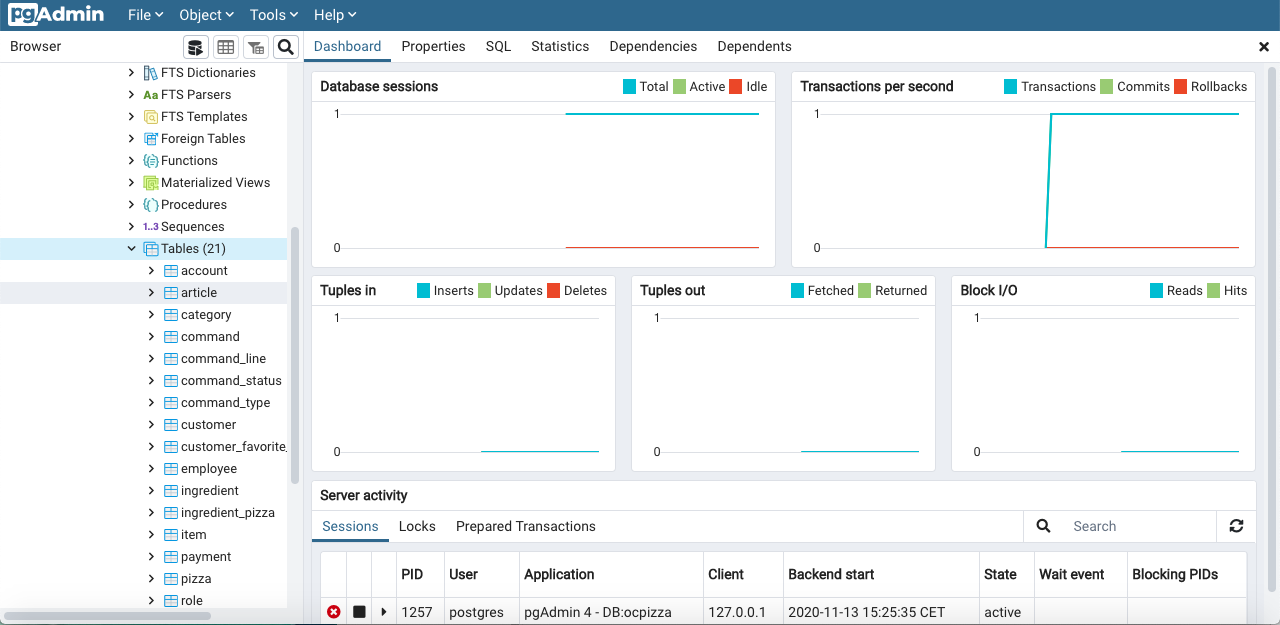 pgAdmin File Object Tools Help
Browser
Dashboard Properties SQL Statistics Dependencies Dependents
FTS Dictionaries
Aa FTS Parsers
FTS Templates
Foreign Tables
Functions
Materialized Views
Procedures
1..3 Sequences
Tables (21)
account
article
category
command
command_line
command_status
command_type
customer
customer_favorite_
employee
ingredient
ingredient_pizza
item
payment
pizza
role
Database sessions Total Active Idle
1
0
Transactions per second Transactions Commits Rollbacks
1
0
Tuples in Inserts Updates Deletes
1
0
Tuples out Fetched Returned
1
0
Block I/O Reads Hits
1
0
Server activity
Sessions Locks Prepared Transactions Search
PID User Application Client Backend start State Wait event Blocking PIDs
1257 postgres pgAdmin 4 - DB:ocpizza 127.0.0.1 2020-11-13 15:25:35 CET active